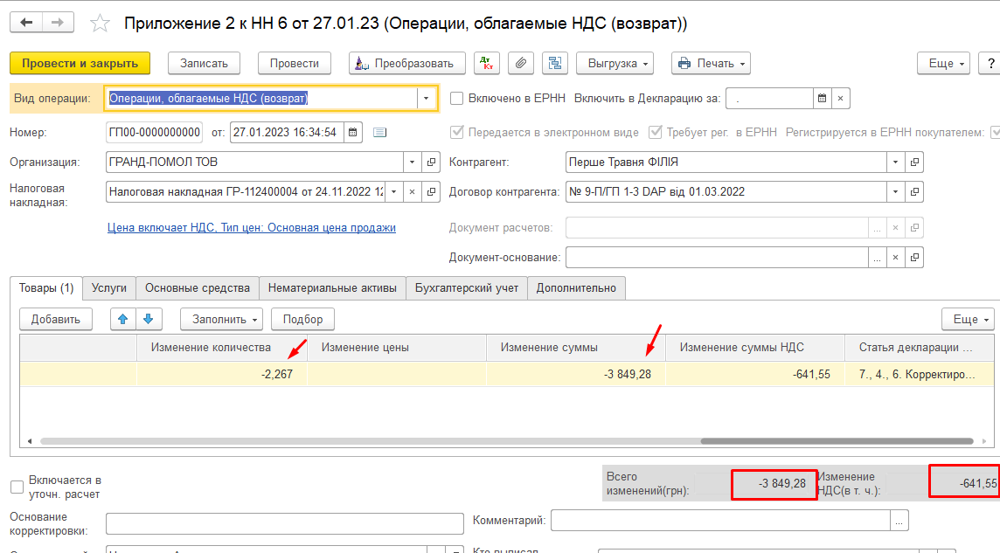 Приложение 2 к НН 6 от 27.01.23 (Операции, облагаемые НДС (возврат))
Провести и закрыть Записать Провести Преобразовать Дт Кт Выгрузка Печать Еще ?
Вид операции: Операции, облагаемые НДС (возврат) Включено в ЕРНН Включить в Декларацию за: .
Номер: ГП00-0000000000 от: 27.01.2023 16:34:54 Передается в электронном виде Требует рег. в ЕРНН Регистрируется в ЕРНН покупателем:
Организация: ГРАНД-ПОМОЛ ТОВ Контрагент: Перше Травня ФІЛІЯ
Налоговая
накладная: Налоговая накладная ГР-112400004 от 24.11.2022 12 Договор контрагента: № 9-П/ГП 1-3 DAP від 01.03.2022
Цена включает НДС, Тип цен: Основная цена продажи Документ расчетов: ...
Документ-основание: ...
Товары (1) Услуги Основные средства Нематериальные активы Бухгалтерский учет Дополнительно
Добавить Заполнить Подбор Еще
Изменение количества Изменение цены Изменение суммы Изменение суммы НДС Статья декларации ...
-2,267 -3 849,28 -641,55 7., 4., 6. Корректиро...
Включается в
уточн. расчет
Всего
изменений(грн): -3 849,28 Изменение
НДС(в т. ч.): -641,55
Основание
корректировки: Комментарий: ...